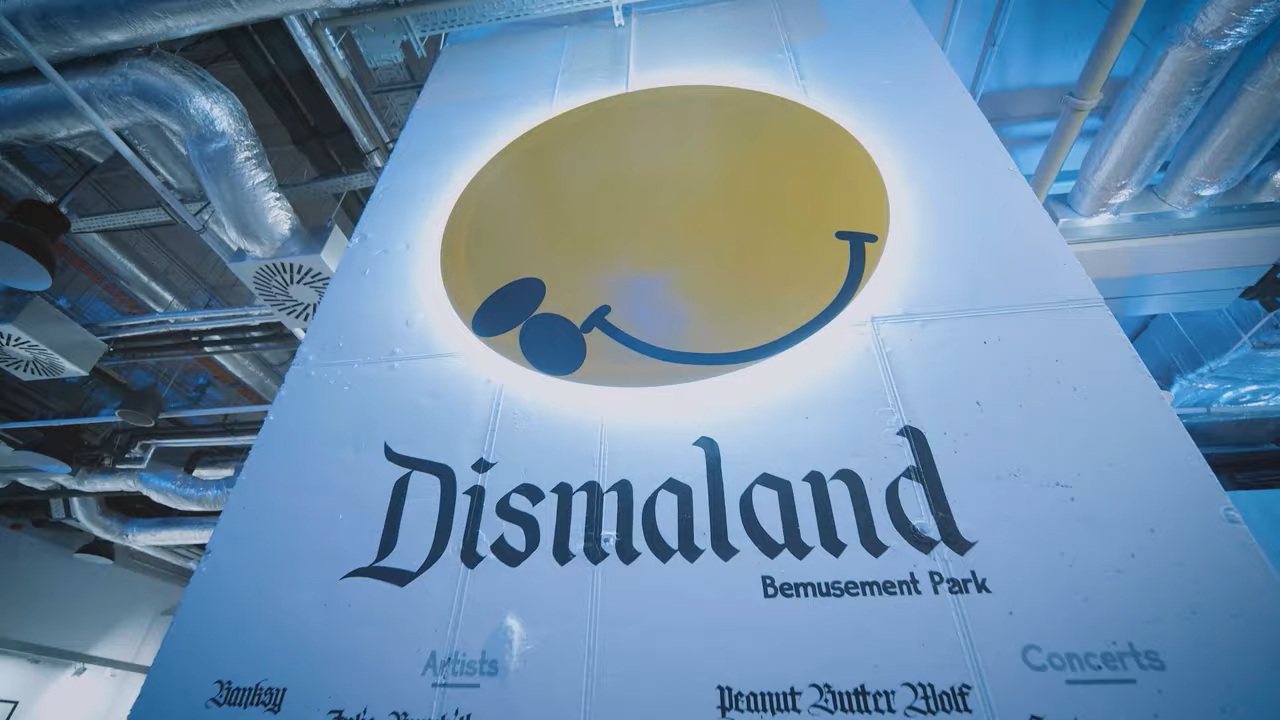 Dismaland
Bemusement Park
Artists
Concerts
Banksy
Peanut Butter Wolf